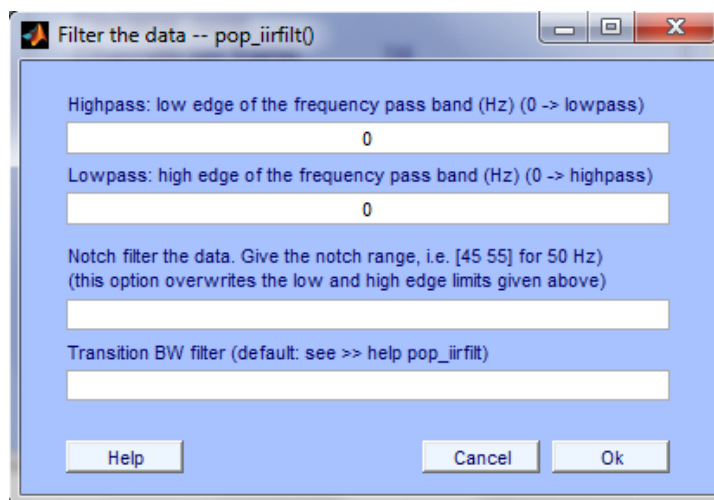 Filter the data -- pop_iirfilt()
Highpass: low edge of the frequency pass band (Hz) (0 -> lowpass)
0
Lowpass: high edge of the frequency pass band (Hz) (0 -> highpass)
0
Notch filter the data. Give the notch range, i.e. [45 55] for 50 Hz)
(this option overwrites the low and high edge limits given above)
Transition BW filter (default: see >> help pop_iirfilt)
Help Cancel Ok